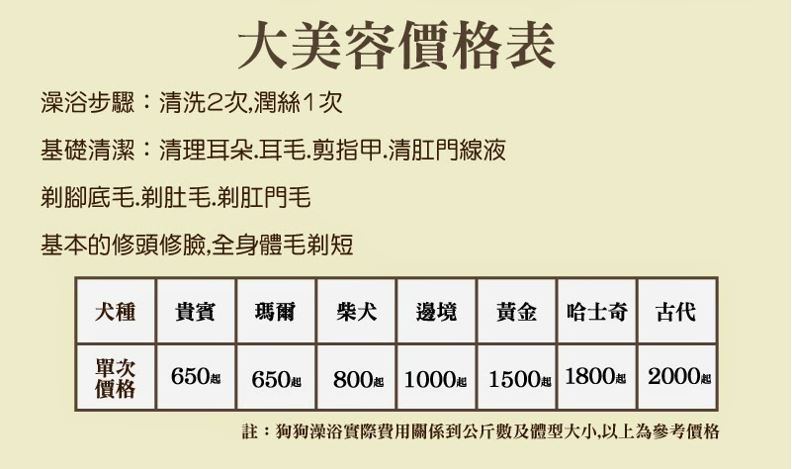 大美容價格表
澡浴步驟：清洗2次,潤絲1次
基礎清潔：清理耳朵.耳毛.剪指甲.清肛門線液
剃腳底毛.剃肚毛.剃肛門毛
基本的修頭修臉,全身體毛剃短
犬種 貴賓 瑪爾 柴犬 邊境 黃金 哈士奇 古代
單次價格 650起 650起 800起 1000起 1500起 1800起 2000起
註：狗狗澡浴實際費用關係到公斤數及體型大小,以上為參考價格